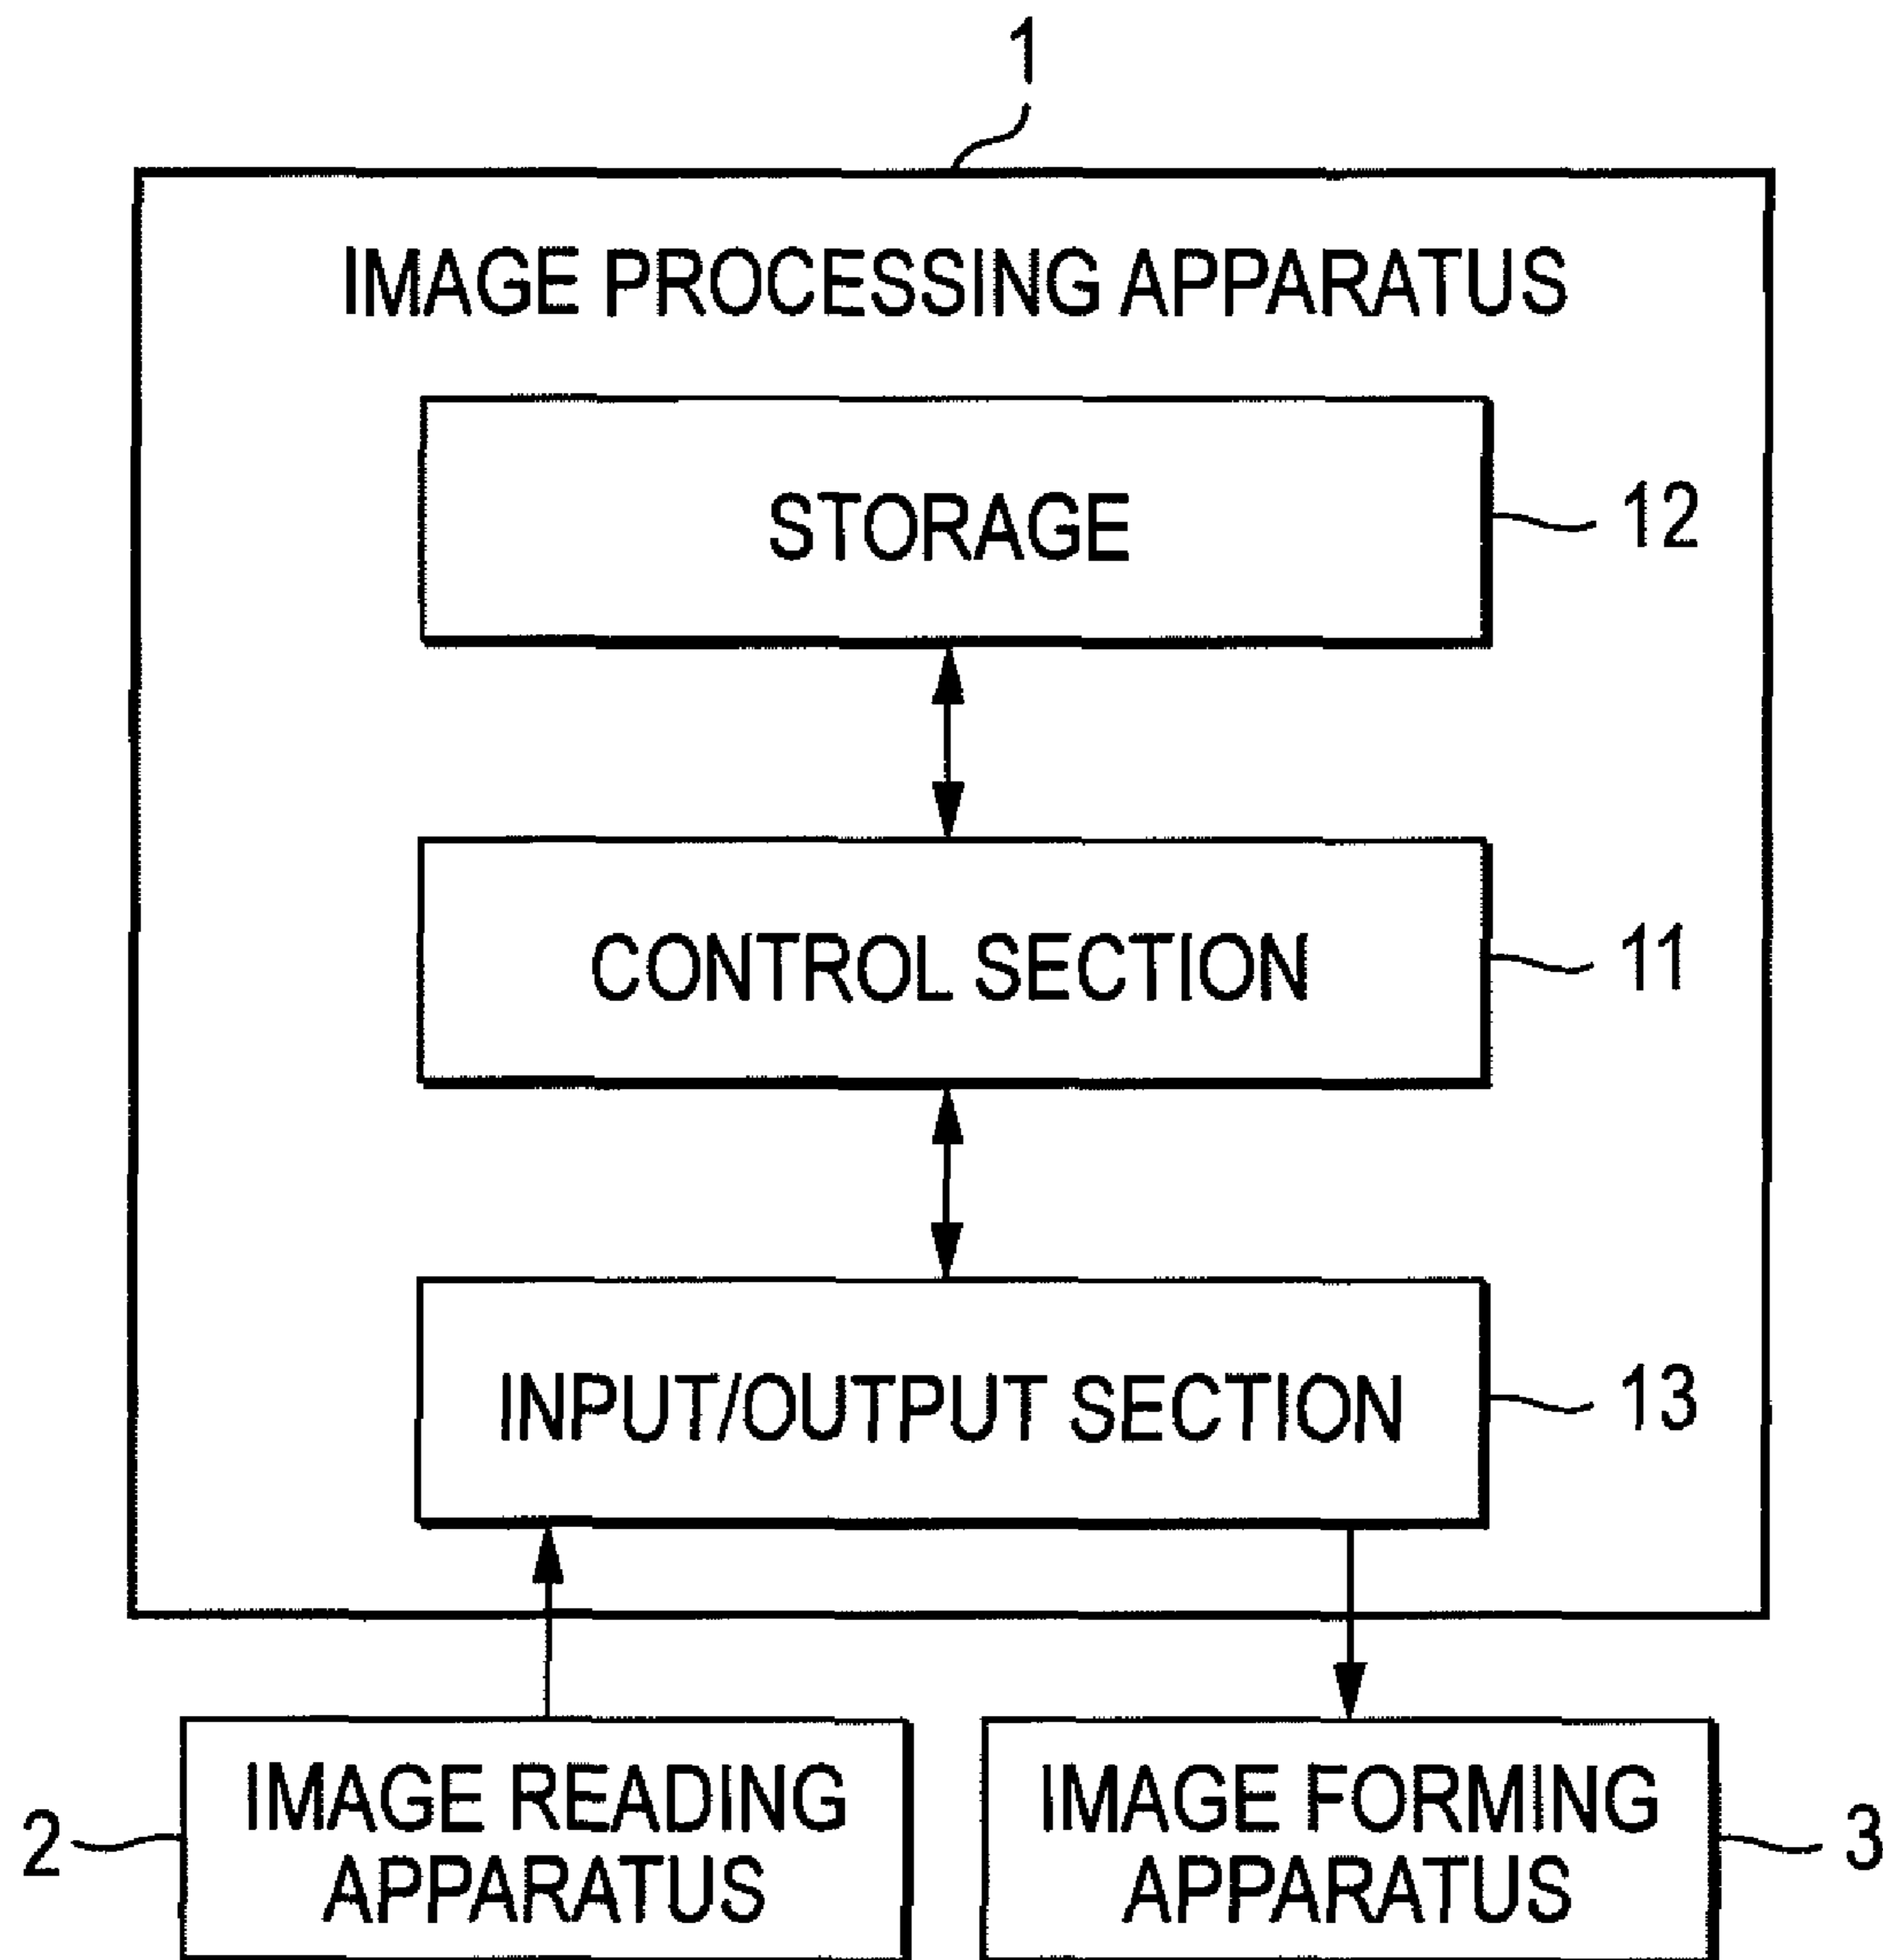 1
IMAGE PROCESSING APPARATUS
STORAGE
12
CONTROL SECTION
11
INPUT/OUTPUT SECTION
13
2
IMAGE READING
APPARATUS
IMAGE FORMING
APPARATUS
3